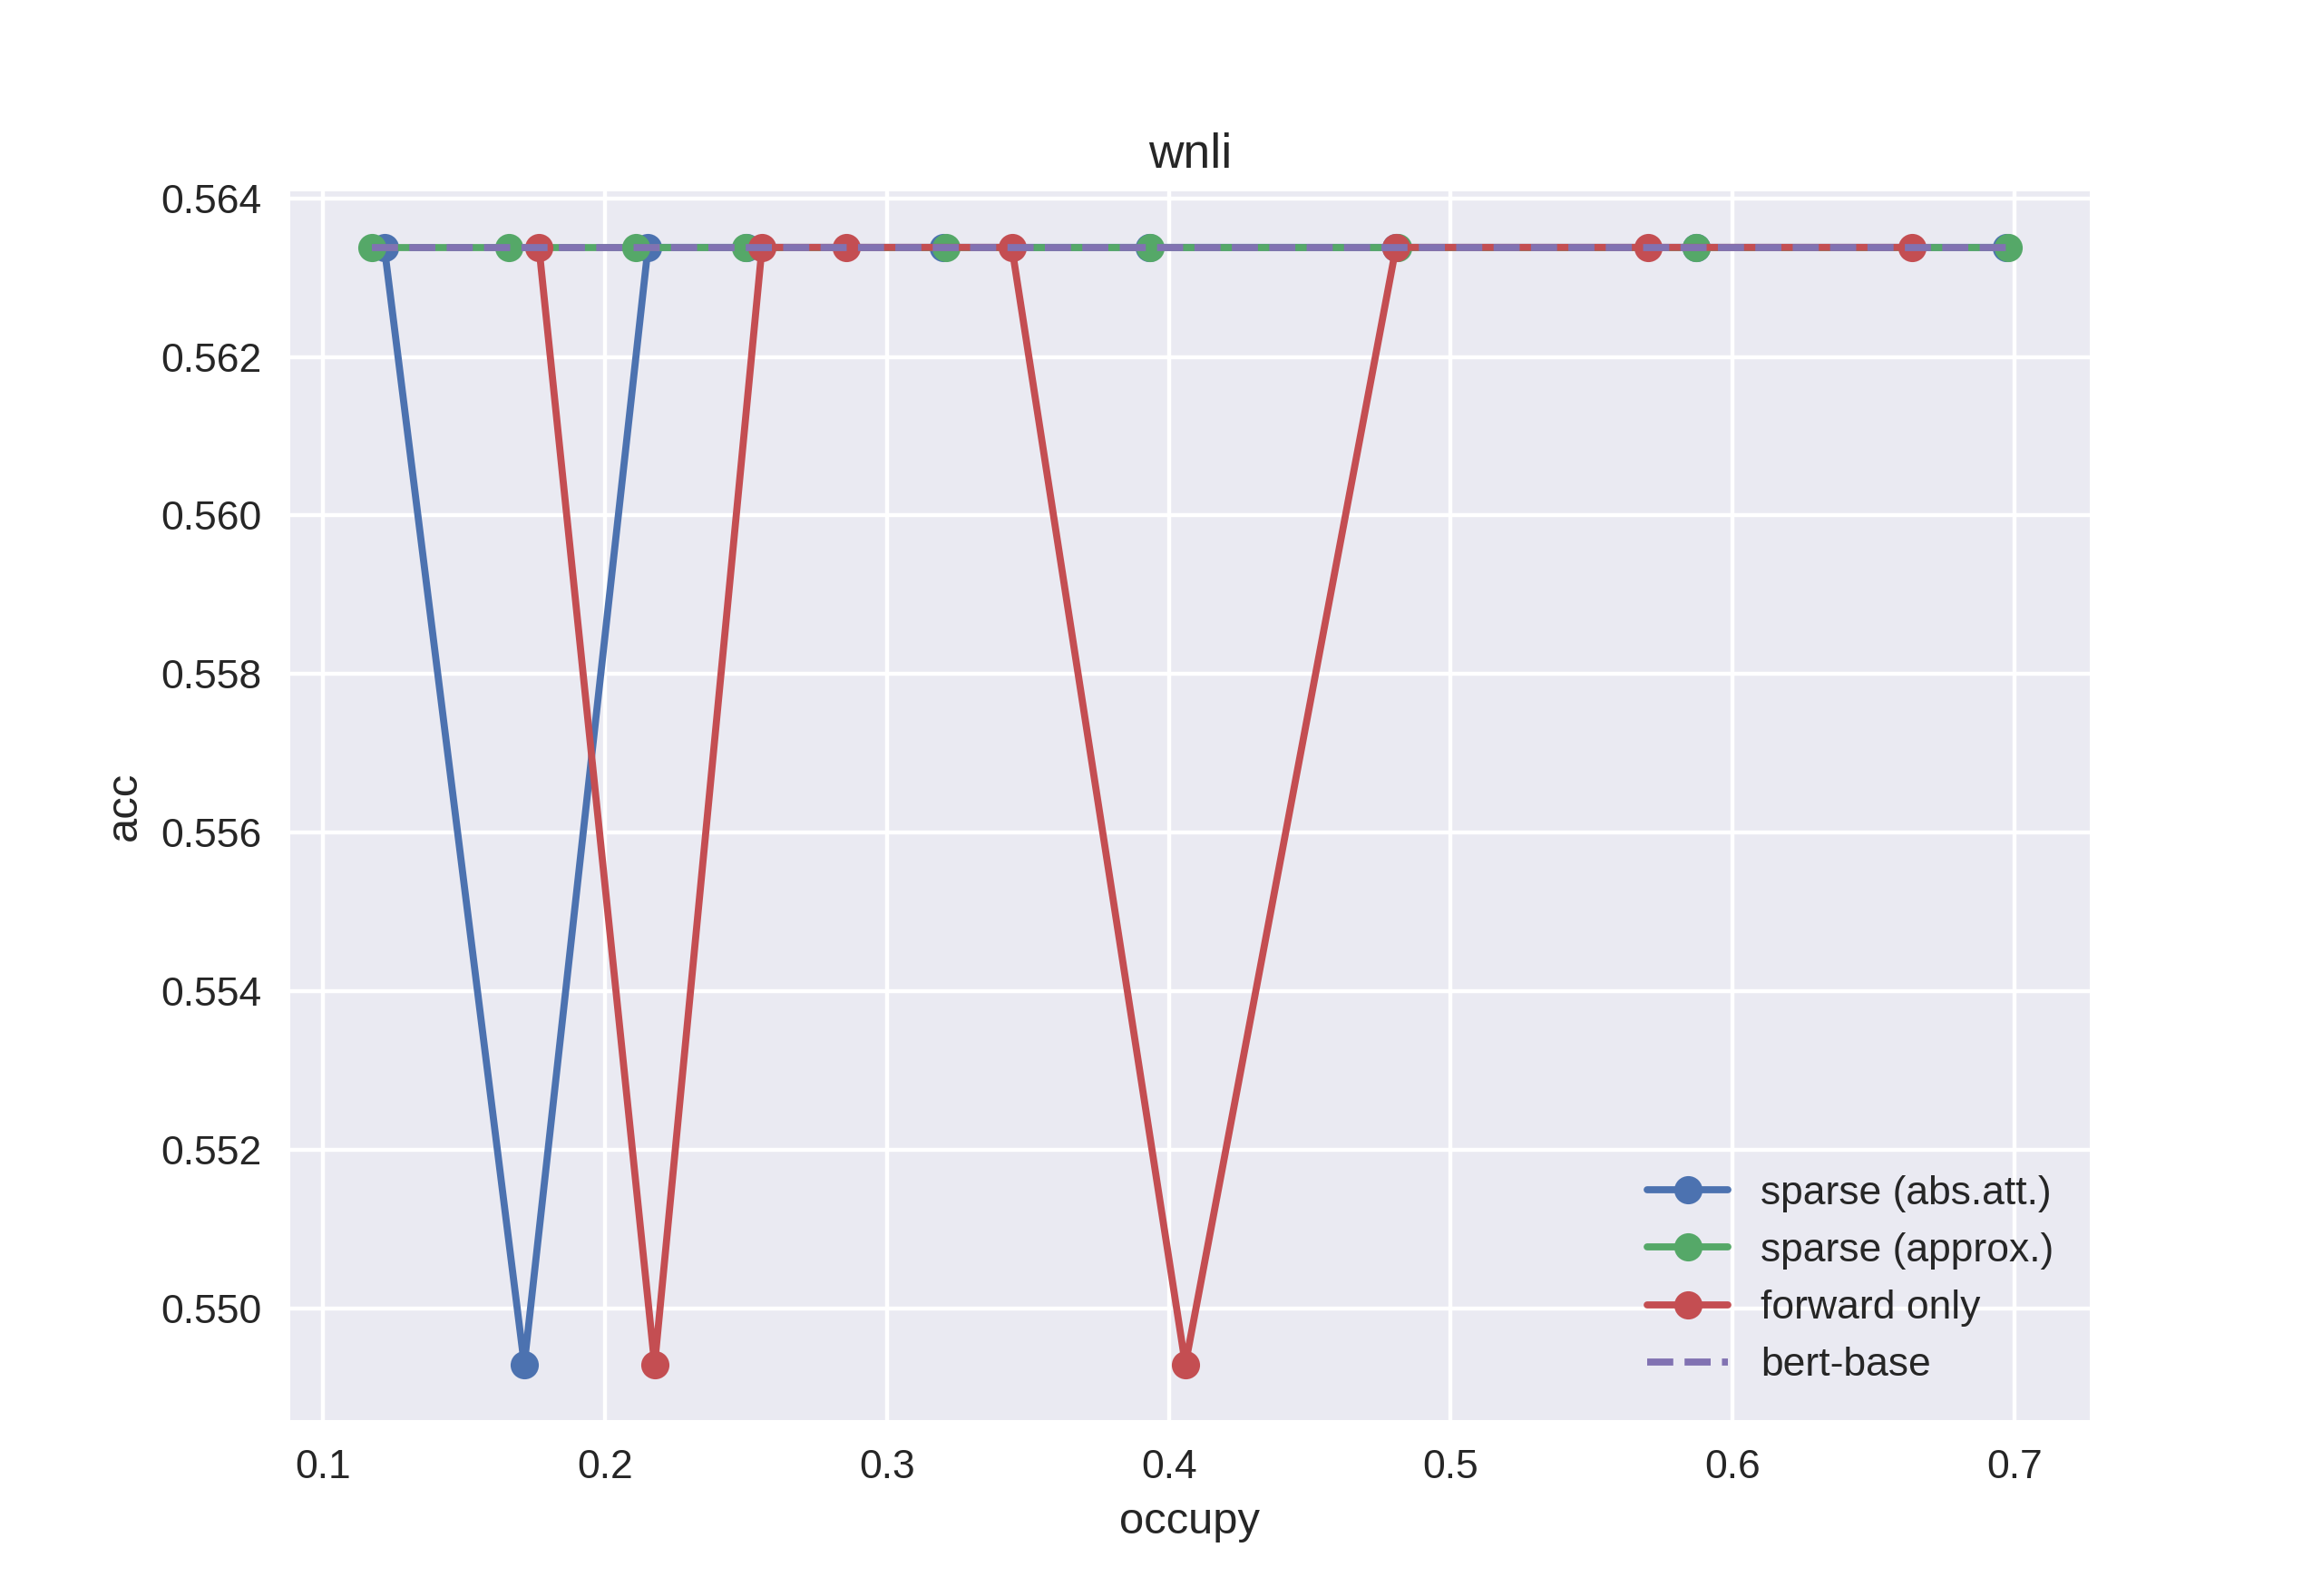 wnli
0.564
0.562
0.560
0.558
0.556
0.554
0.552
0.550
acc
sparse (abs.att.)
sparse (approx.)
forward only
bert-base
0.1 0.2 0.3 0.4 0.5 0.6 0.7
occupy